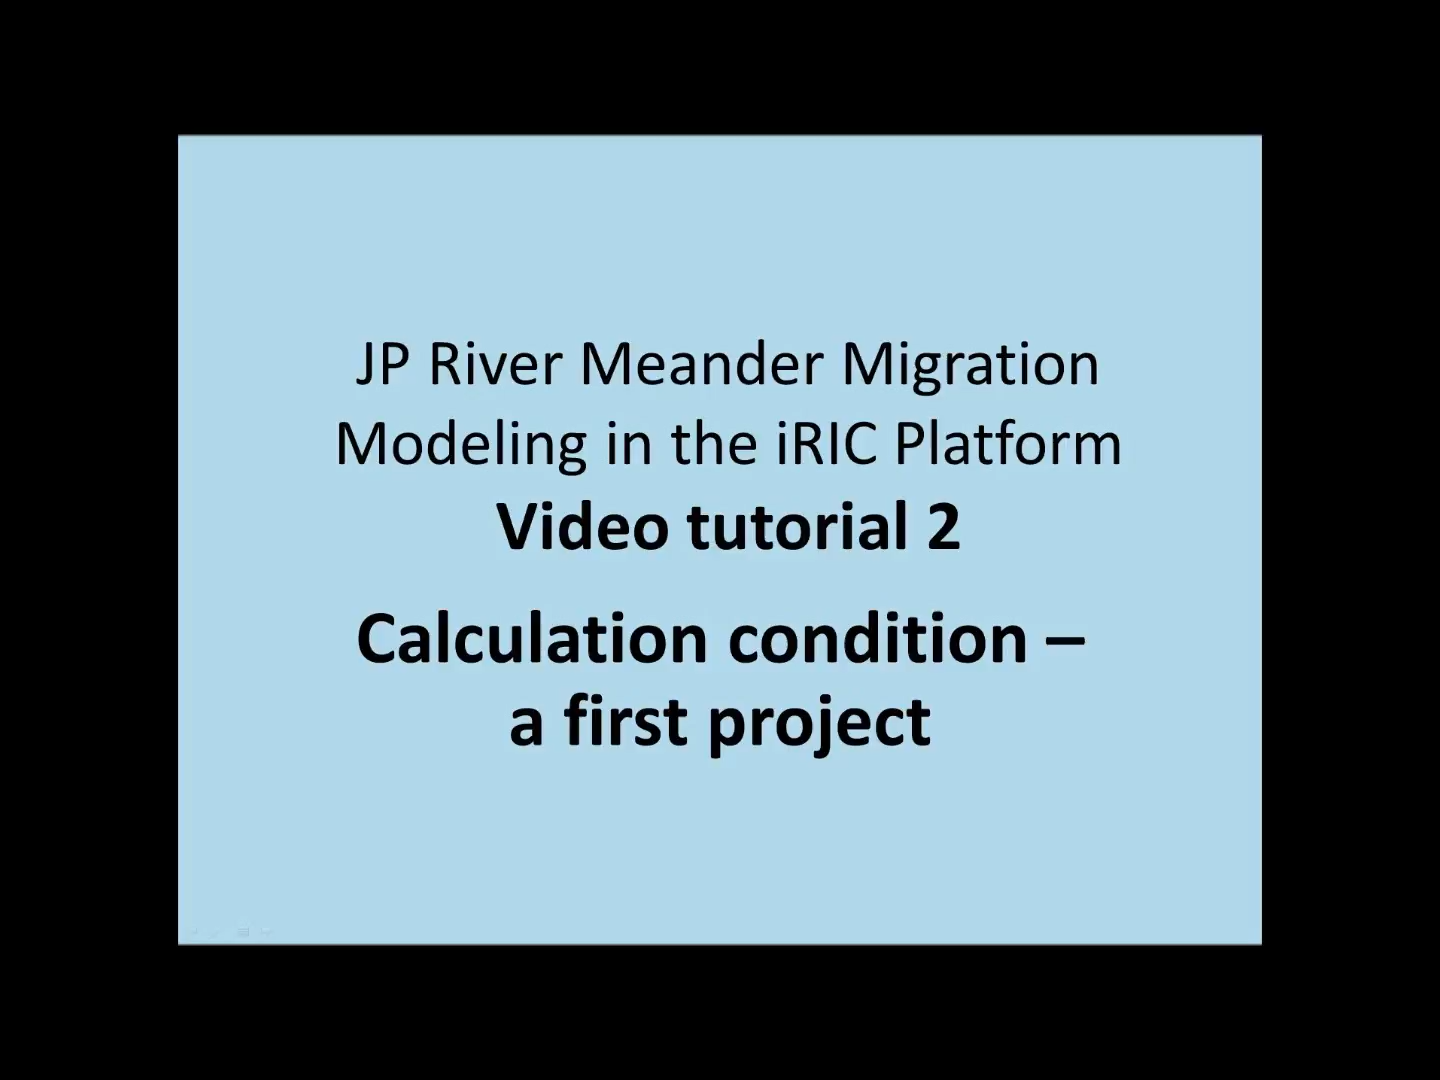 JP River Meander Migration
Modeling in the iRIC Platform
Video tutorial 2
Calculation condition –
a first project